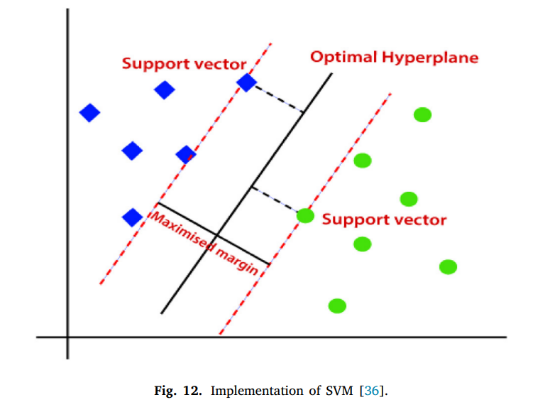 Support vector
Optimal Hyperplane
Support vector
Maximised margin
Fig. 12. Implementation of SVM [36].